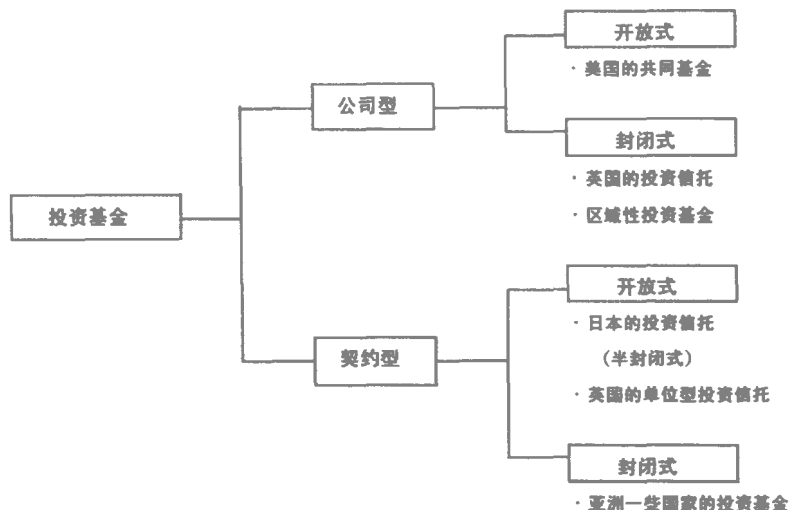 投资基金
公司型
开放式
·美国的共同基金
封闭式
·英国的投资信托
·区域性投资基金
契约型
开放式
·日本的投资信托
(半封闭式)
·英国的单位型投资信托
封闭式
·亚洲一些国家的投资基金